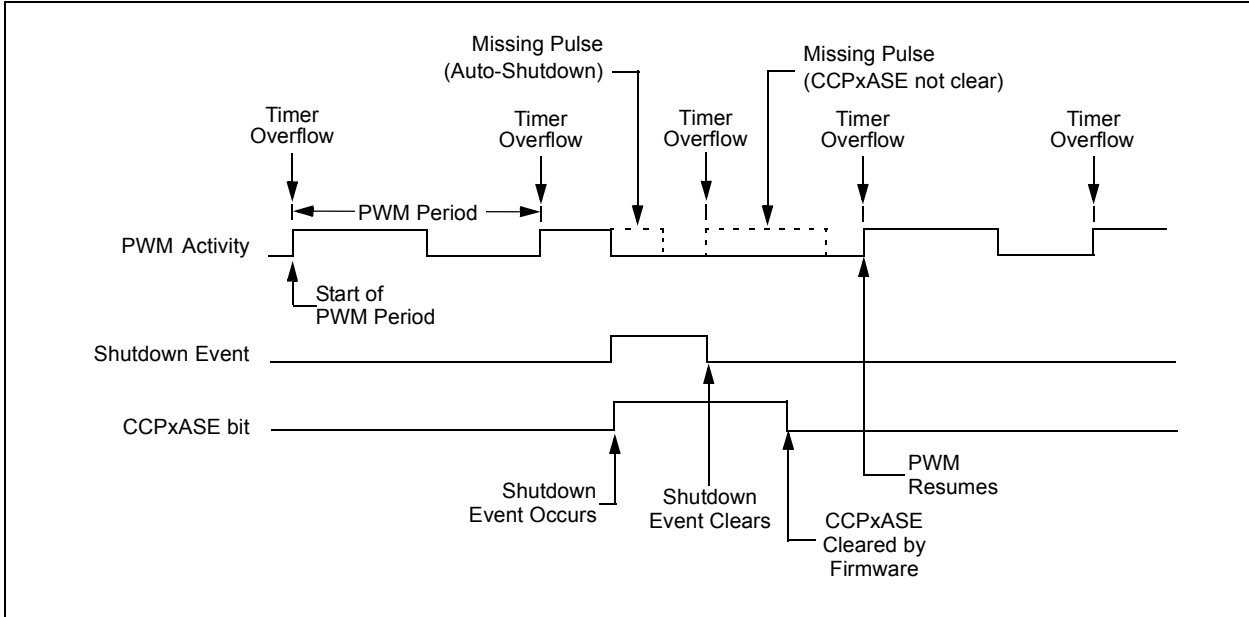 Missing Pulse
(Auto-Shutdown)
Missing Pulse
(CCPxASE not clear)
Timer
Overflow
Timer
Overflow
Timer
Overflow
Timer
Overflow
Timer
Overflow
PWM Period
PWM Activity
Start of
PWM Period
Shutdown Event
CCPxASE bit
Shutdown
Event Occurs
Shutdown
Event Clears
CCPxASE
Cleared by
Firmware
PWM
Resumes